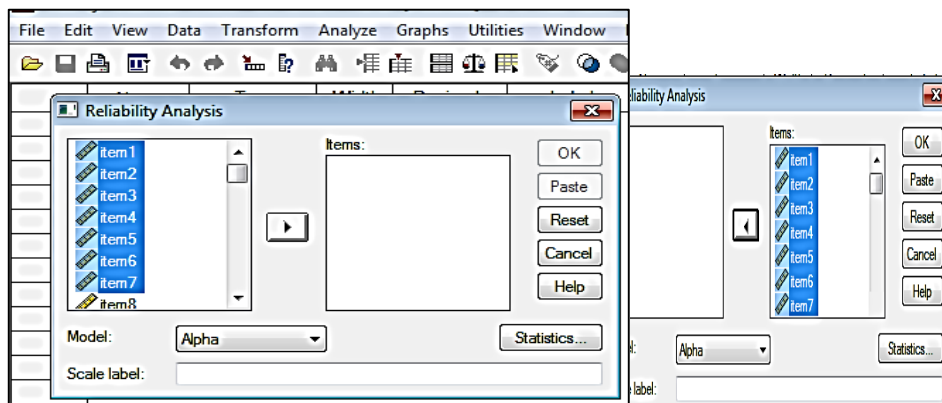 File Edit View Data Transform Analyze Graphs Utilities Window
Reliability Analysis
item1
item2
item3
item4
item5
item6
item7
item8
Items:
OK
Paste
Reset
Cancel
Help
Model:
Alpha
Statistics...
Scale label:
eliability Analysis
Items:
item1
item2
item3
item4
item5
item6
item7
OK
Paste
Reset
Cancel
Help
Alpha
Statistics...
label: